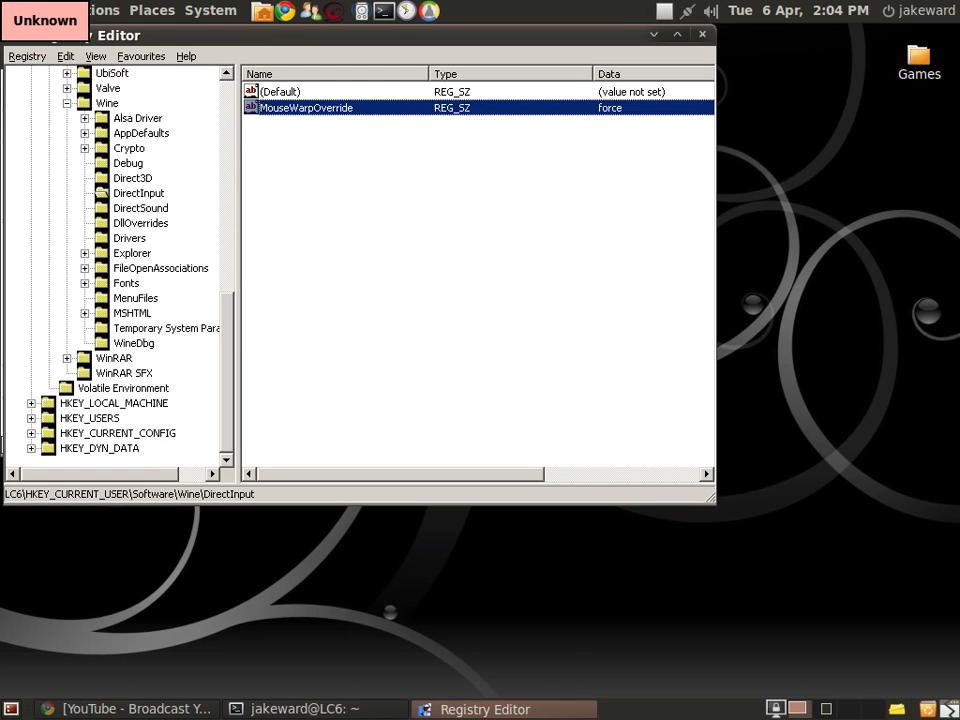 Unknown
ons Places System
Tue 6 Apr, 2:04 PM jakeward
ry Editor
Games
Registry Edit View Favourites Help
Name Type Data
UbiSoft
(Default) REG_SZ (value not set)
Valve
Wine
MouseWarpOverride REG_SZ force
Alsa Driver
AppDefaults
Crypto
Debug
Direct3D
DirectInput
DirectSound
DllOverrides
Drivers
Explorer
FileOpenAssociations
Fonts
MenuFiles
MSHTML
Temporary System Para
WineDbg
WinRAR
WinRAR SFX
Volatile Environment
HKEY_LOCAL_MACHINE
HKEY_USERS
HKEY_CURRENT_CONFIG
HKEY_DYN_DATA
LC6\HKEY_CURRENT_USER\Software\Wine\DirectInput
[YouTube - Broadcast Y... jakeward@LC6: ~ Registry Editor